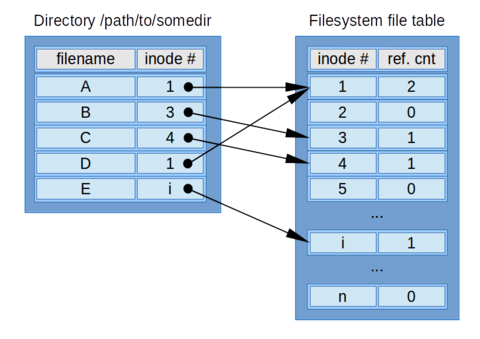 Directory /path/to/somedir
filename inode #
A 1
B 3
C 4
D 1
E i
Filesystem file table
inode # ref. cnt
1 2
2 0
3 1
4 1
5 0
...
i 1
...
n 0